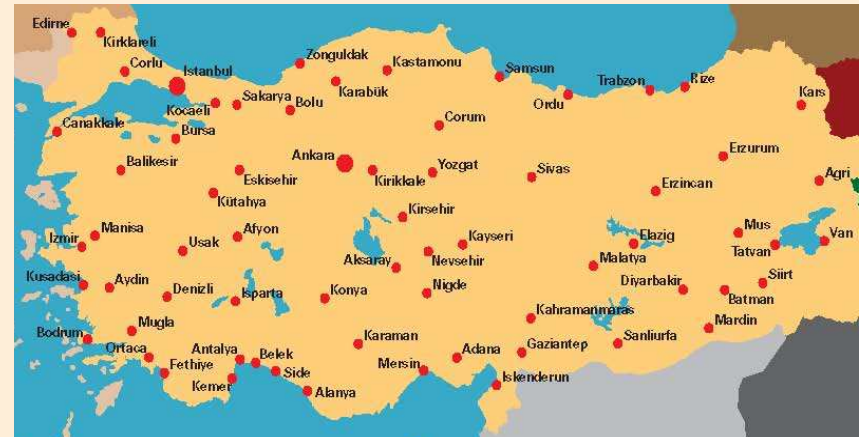 Edirne
Kirklareli
Corlu
Istanbul
Zonguldak
Kastamonu
Samsun
Trabzon
Rize
Kars
Kocaeli
Sakarya
Bolu
Karabük
Ordu
Canakkale
Bursa
Corum
Balikesir
Eskisehir
Ankara
Kirikkale
Yozgat
Sivas
Erzurum
Erzincan
Agri
Kütahya
Kirsehir
Izmir
Manisa
Usak
Afyon
Aksaray
Nevsehir
Kayseri
Elazig
Mus
Tatvan
Van
Malatya
Kusadasi
Aydin
Denizli
Isparta
Konya
Nigde
Diyarbakir
Batman
Siirt
Kahramanmaras
Mardin
Bodrum
Mugla
Ortaca
Fethiye
Antalya
Belek
Kemer
Side
Alanya
Karaman
Mersin
Adana
Gaziantep
Sanliurfa
Iskenderun